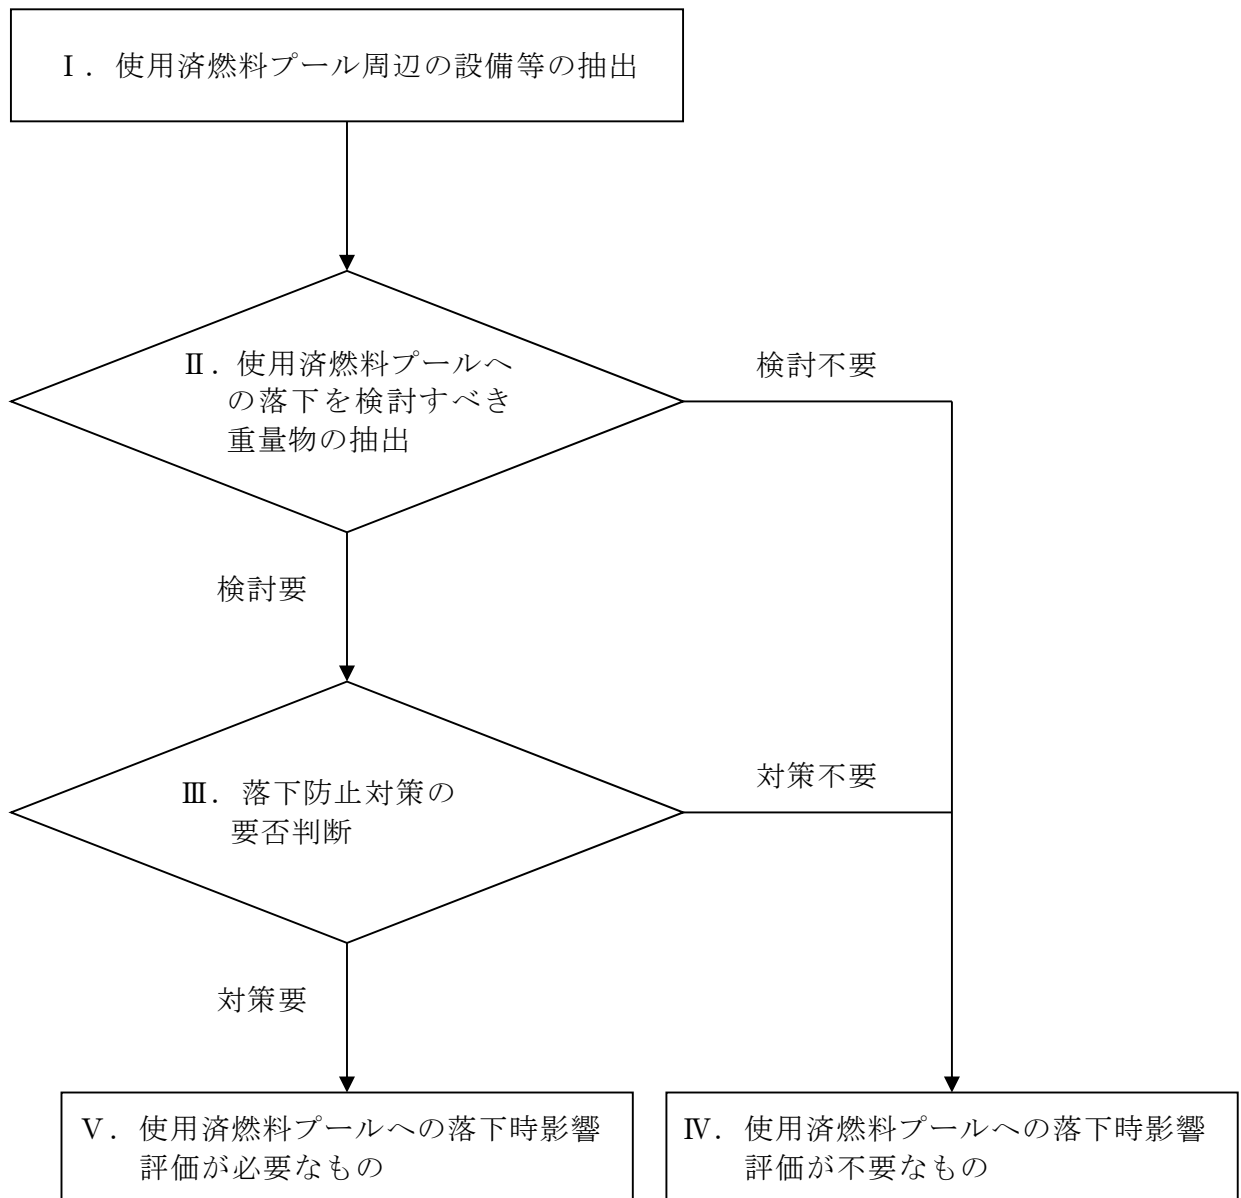 Ⅰ．使用済燃料プール周辺の設備等の抽出
Ⅱ．使用済燃料プールへ
の落下を検討すべき
重量物の抽出
検討不要
検討要
Ⅲ．落下防止対策の
要否判断
対策不要
対策要
Ⅴ．使用済燃料プールへの落下時影響
評価が必要なもの
Ⅳ．使用済燃料プールへの落下時影響
評価が不要なもの